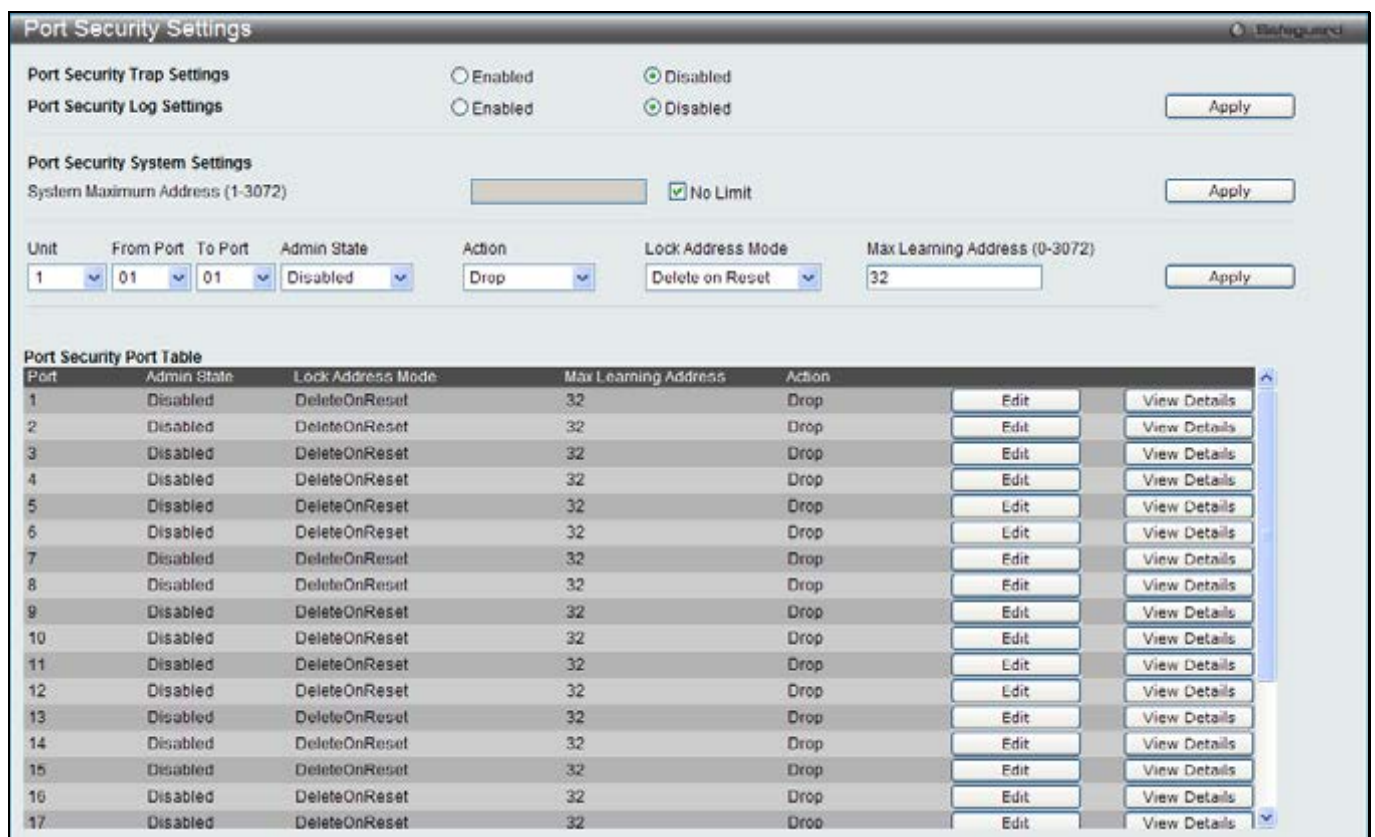 Port Security Settings Safeguard
Port Security Trap Settings Enabled Disabled
Port Security Log Settings Enabled Disabled Apply
Port Security System Settings
System Maximum Address (1-3072) No Limit Apply
Unit From Port To Port Admin State Action Lock Address Mode Max Learning Address (0-3072)
1 01 01 Disabled Drop Delete on Reset 32 Apply
Port Security Port Table
Port Admin State Lock Address Mode Max Learning Address Action
1 Disabled DeleteOnReset 32 Drop Edit View Details
2 Disabled DeleteOnReset 32 Drop Edit View Details
3 Disabled DeleteOnReset 32 Drop Edit View Details
4 Disabled DeleteOnReset 32 Drop Edit View Details
5 Disabled DeleteOnReset 32 Drop Edit View Details
6 Disabled DeleteOnReset 32 Drop Edit View Details
7 Disabled DeleteOnReset 32 Drop Edit View Details
8 Disabled DeleteOnReset 32 Drop Edit View Details
9 Disabled DeleteOnReset 32 Drop Edit View Details
10 Disabled DeleteOnReset 32 Drop Edit View Details
11 Disabled DeleteOnReset 32 Drop Edit View Details
12 Disabled DeleteOnReset 32 Drop Edit View Details
13 Disabled DeleteOnReset 32 Drop Edit View Details
14 Disabled DeleteOnReset 32 Drop Edit View Details
15 Disabled DeleteOnReset 32 Drop Edit View Details
16 Disabled DeleteOnReset 32 Drop Edit View Details
17 Disabled DeleteOnReset 32 Drop Edit View Details